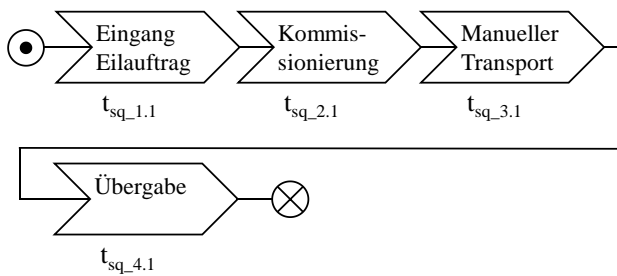 Eingang
Eilauftrag
Kommis-
sionierung
Manueller
Transport
t_sq_1.1
t_sq_2.1
t_sq_3.1
Übergabe
t_sq_4.1